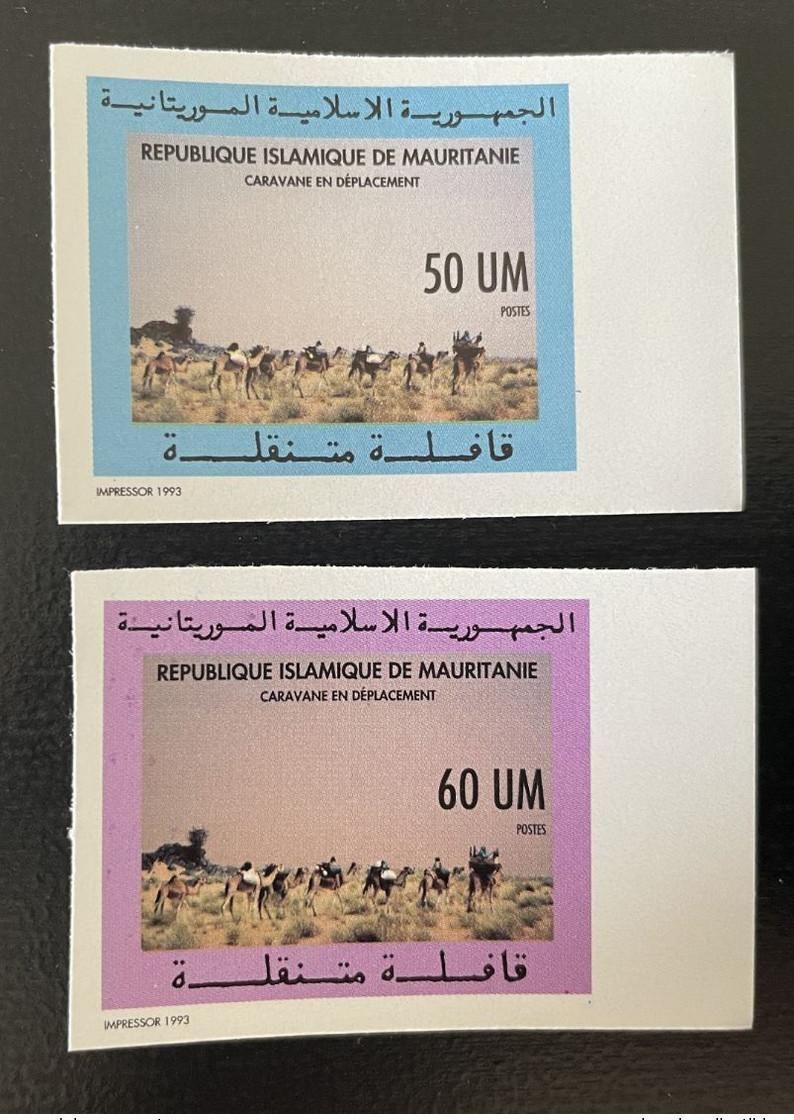 الجمهورية الاسلامية الموريتانية
REPUBLIQUE ISLAMIQUE DE MAURITANIE
CARAVANE EN DÉPLACEMENT
50 UM
POSTES
قافلة متنقلة
IMPRESSOR 1993
الجمهورية الاسلامية الموريتانية
REPUBLIQUE ISLAMIQUE DE MAURITANIE
CARAVANE EN DÉPLACEMENT
60 UM
POSTES
قافلة متنقلة
IMPRESSOR 1993